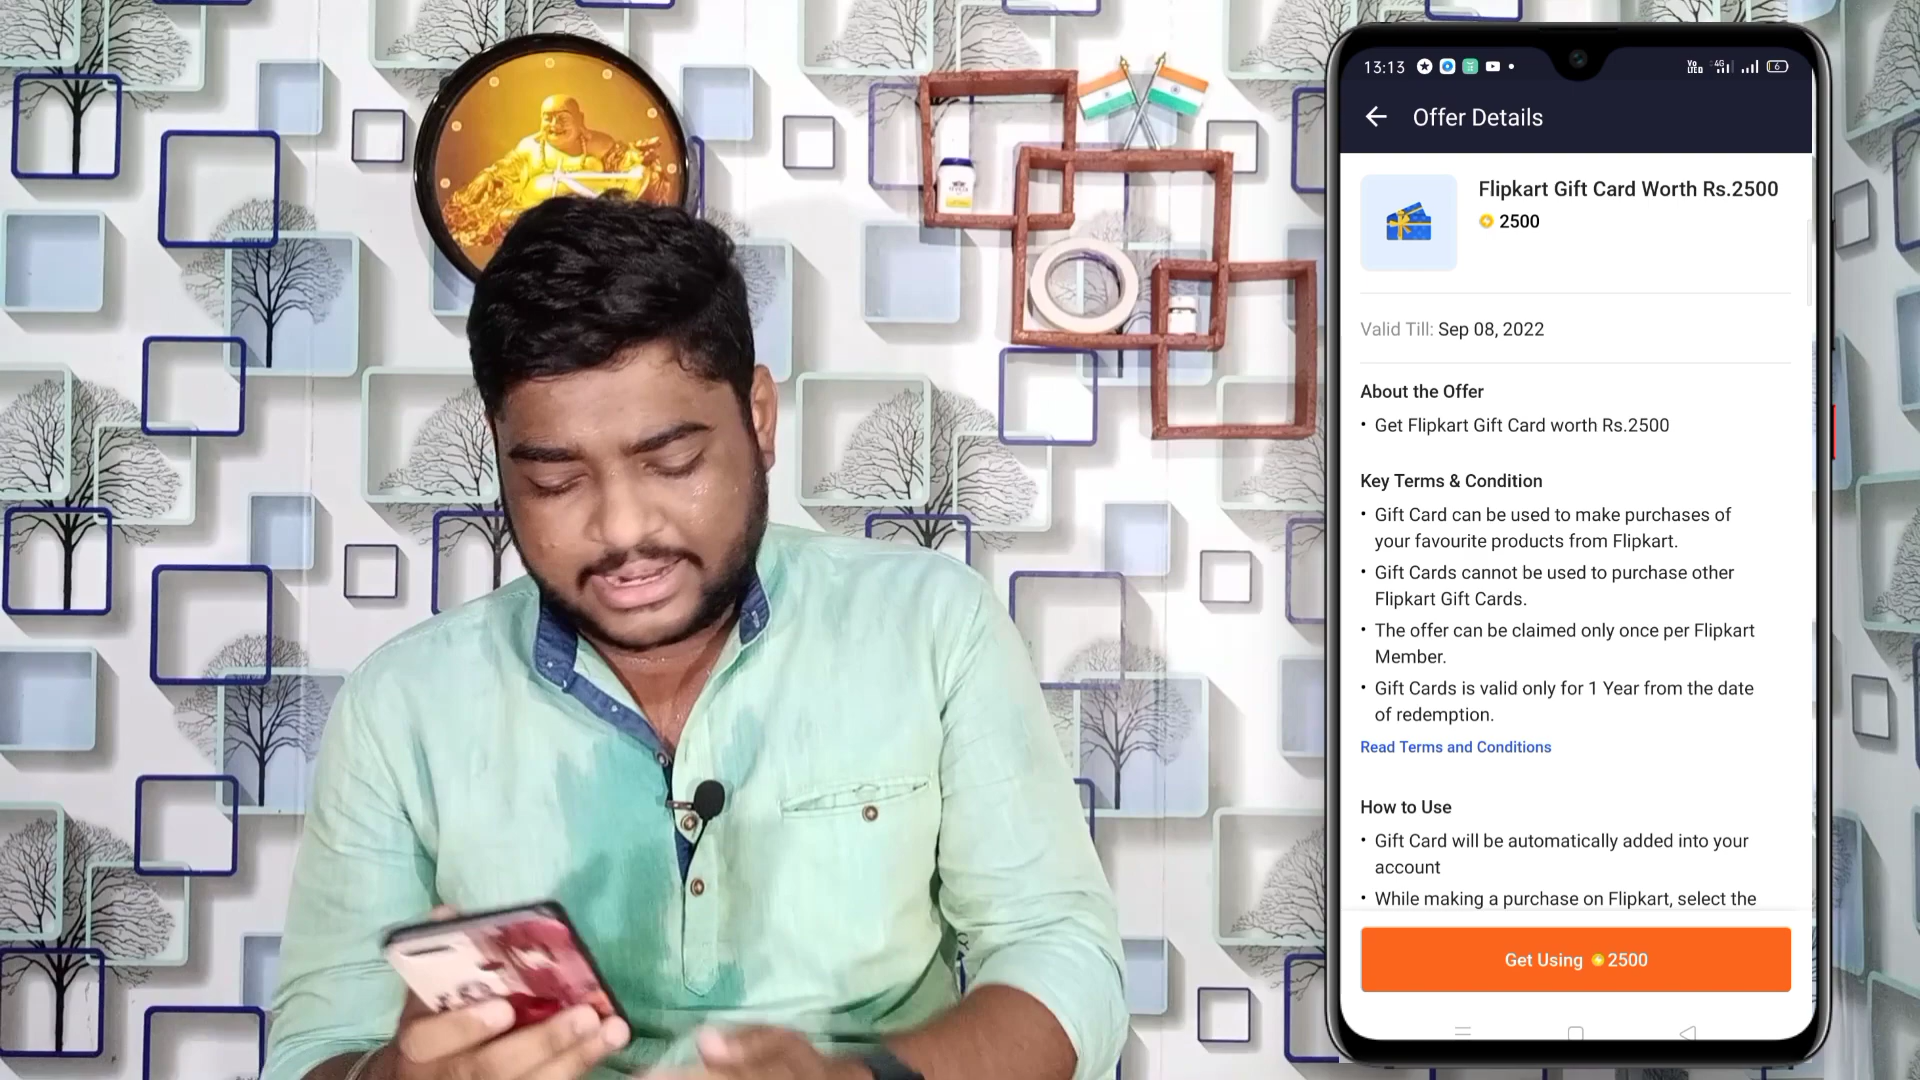 13:13
Vo LTED 4G 6
Offer Details
Flipkart Gift Card Worth Rs.2500
2500
Valid Till: Sep 08, 2022
About the Offer
• Get Flipkart Gift Card worth Rs.2500
Key Terms & Condition
• Gift Card can be used to make purchases of
your favourite products from Flipkart.
• Gift Cards cannot be used to purchase other
Flipkart Gift Cards.
• The offer can be claimed only once per Flipkart
Member.
• Gift Cards is valid only for 1 Year from the date
of redemption.
Read Terms and Conditions
How to Use
• Gift Card will be automatically added into your
account
• While making a purchase on Flipkart, select the
Get Using 2500